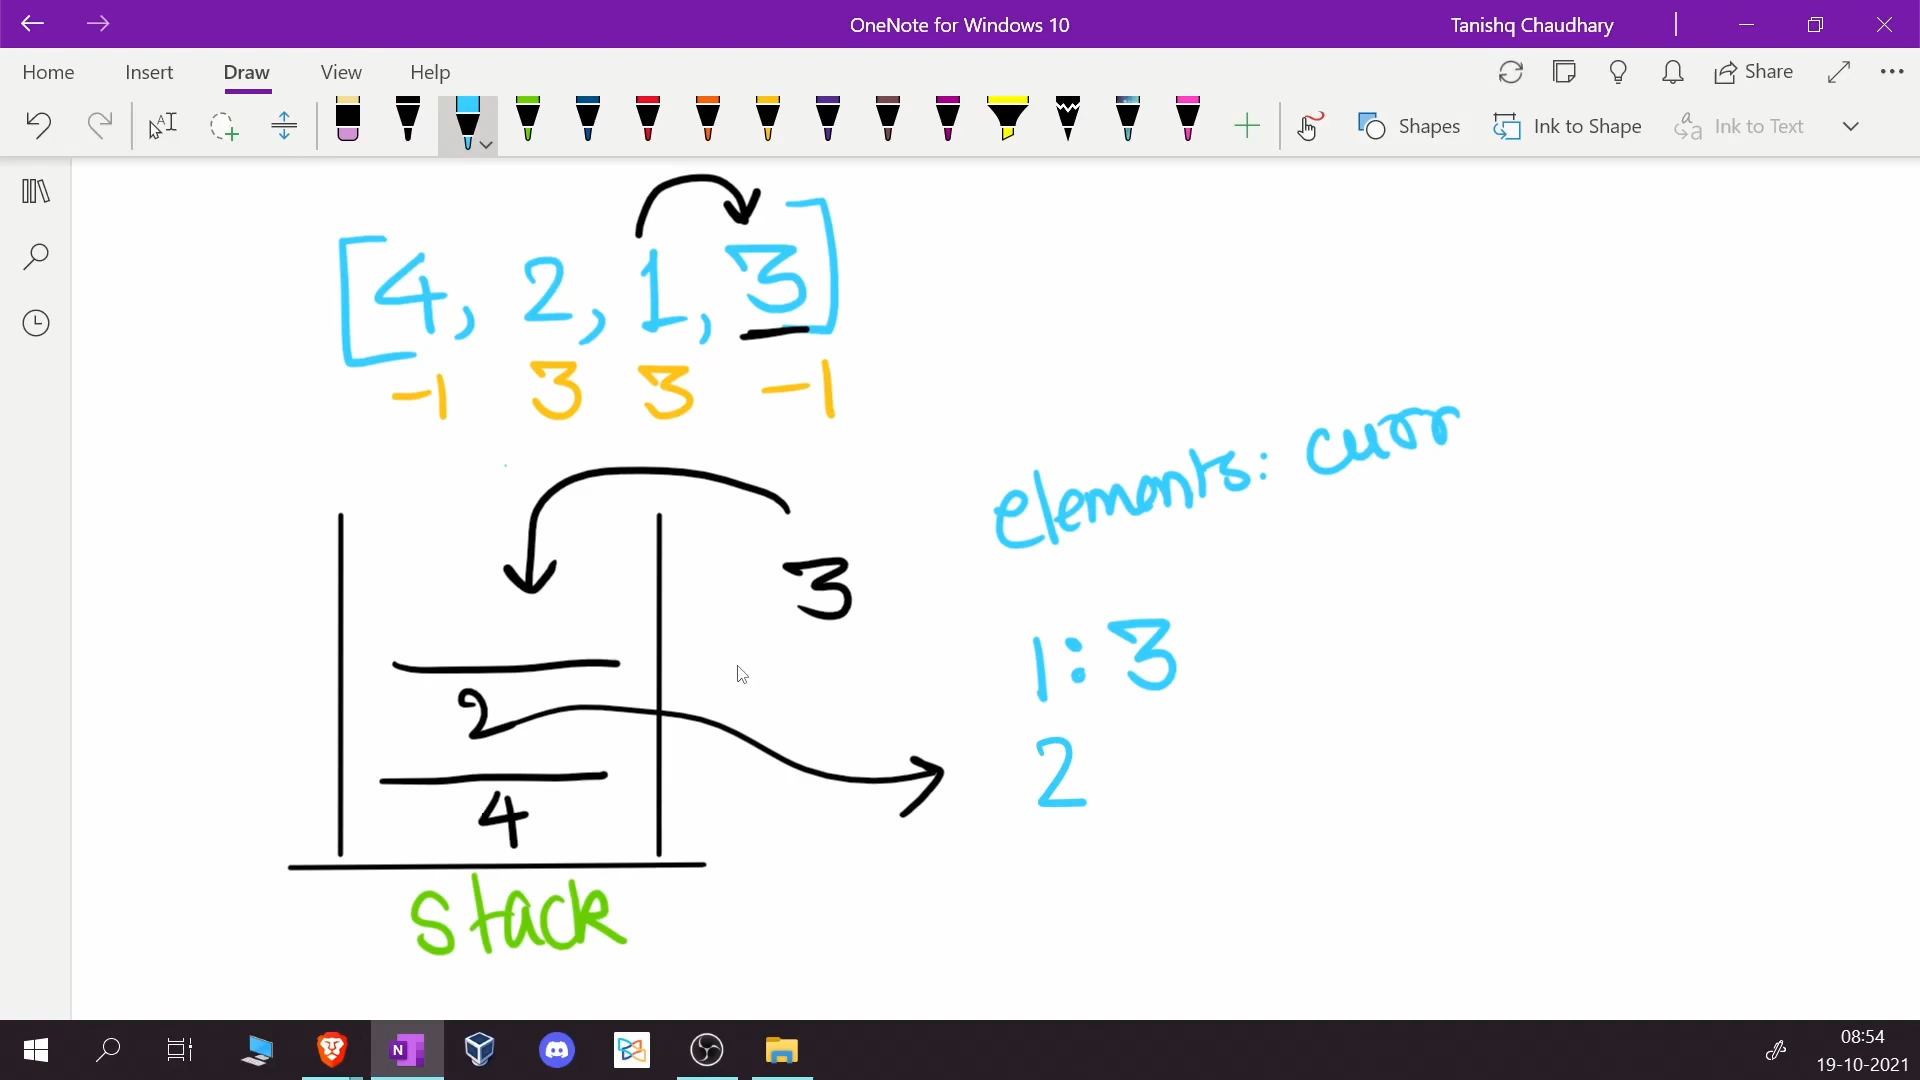 OneNote for Windows 10
Tanishq Chaudhary
Home Insert Draw View Help
Share
Shapes
Ink to Shape
Ink to Text
[4, 2, 1, 3]
-1 3 3 -1
elements: curr
3
1:3
2
2
4
stack
08:54
19-10-2021